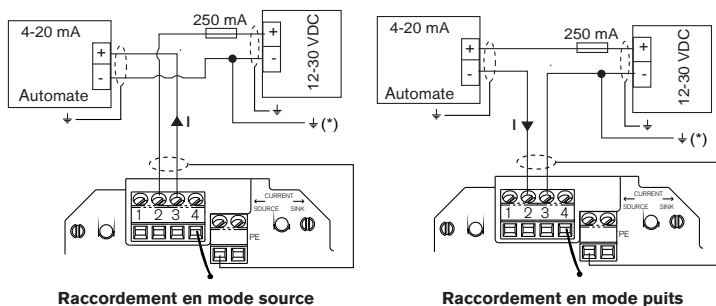 4-20 mA
+
-
Automate
250 mA
+
-
12-30 VDC
(*)
I
1 2 3 4
CURRENT
SOURCE SINK
PE
Raccordement en mode source
4-20 mA
+
-
Automate
250 mA
+
-
12-30 VDC
(*)
I
1 2 3 4
CURRENT
SOURCE SINK
PE
Raccordement en mode puits